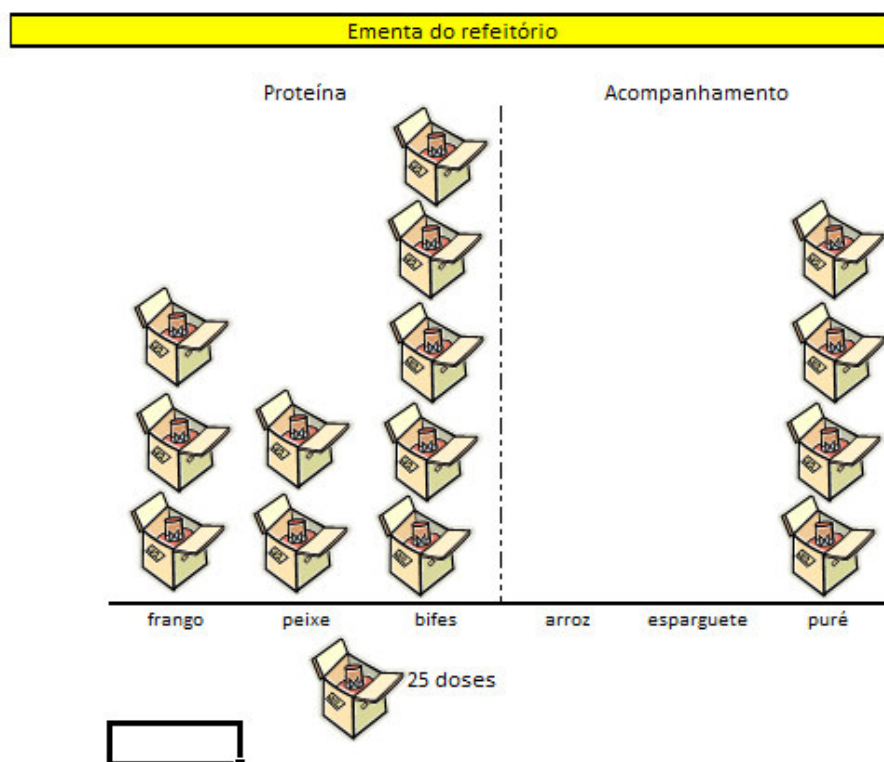 Ementa do refeitório
Proteína Acompanhamento
frango peixe bifes arroz esparguete puré
25 doses